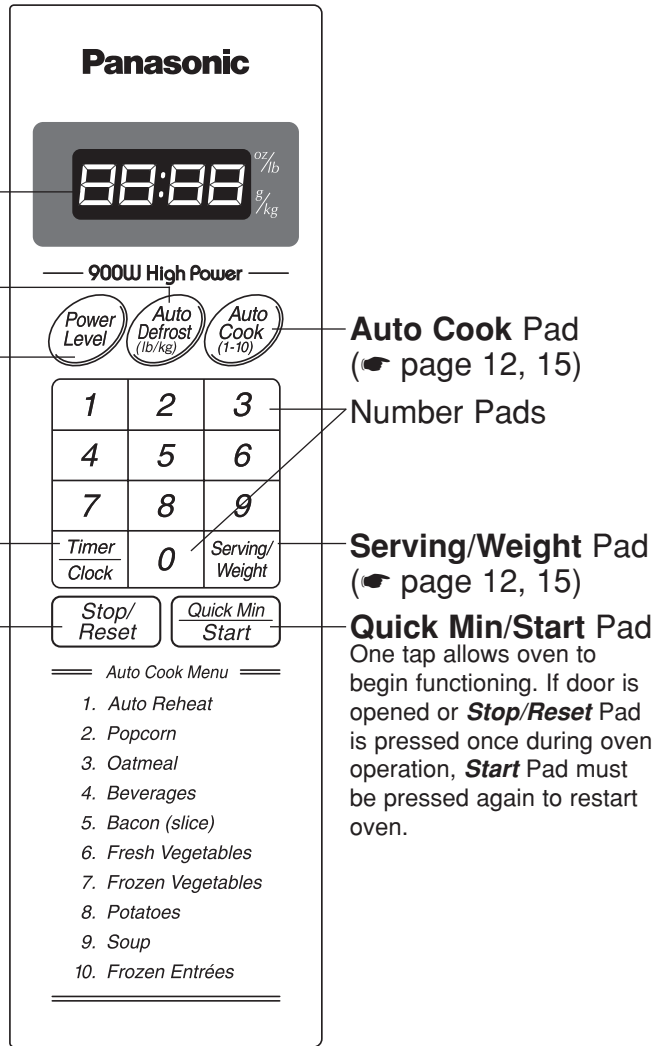 Panasonic
88:88
oz/lb
g/kg
900W High Power
Power
Level
Auto
Defrost
(lb/kg)
Auto
Cook
(1-10)
1 2 3
4 5 6
7 8 9
Timer
Clock
0
Serving/
Weight
Stop/
Reset
Quick Min
Start
Auto Cook Menu
1. Auto Reheat
2. Popcorn
3. Oatmeal
4. Beverages
5. Bacon (slice)
6. Fresh Vegetables
7. Frozen Vegetables
8. Potatoes
9. Soup
10. Frozen Entrées
Auto Cook Pad
(☛ page 12, 15)
Number Pads
Serving/Weight Pad
(☛ page 12, 15)
Quick Min/Start Pad
One tap allows oven to
begin functioning. If door is
opened or Stop/Reset Pad
is pressed once during oven
operation, Start Pad must
be pressed again to restart
oven.